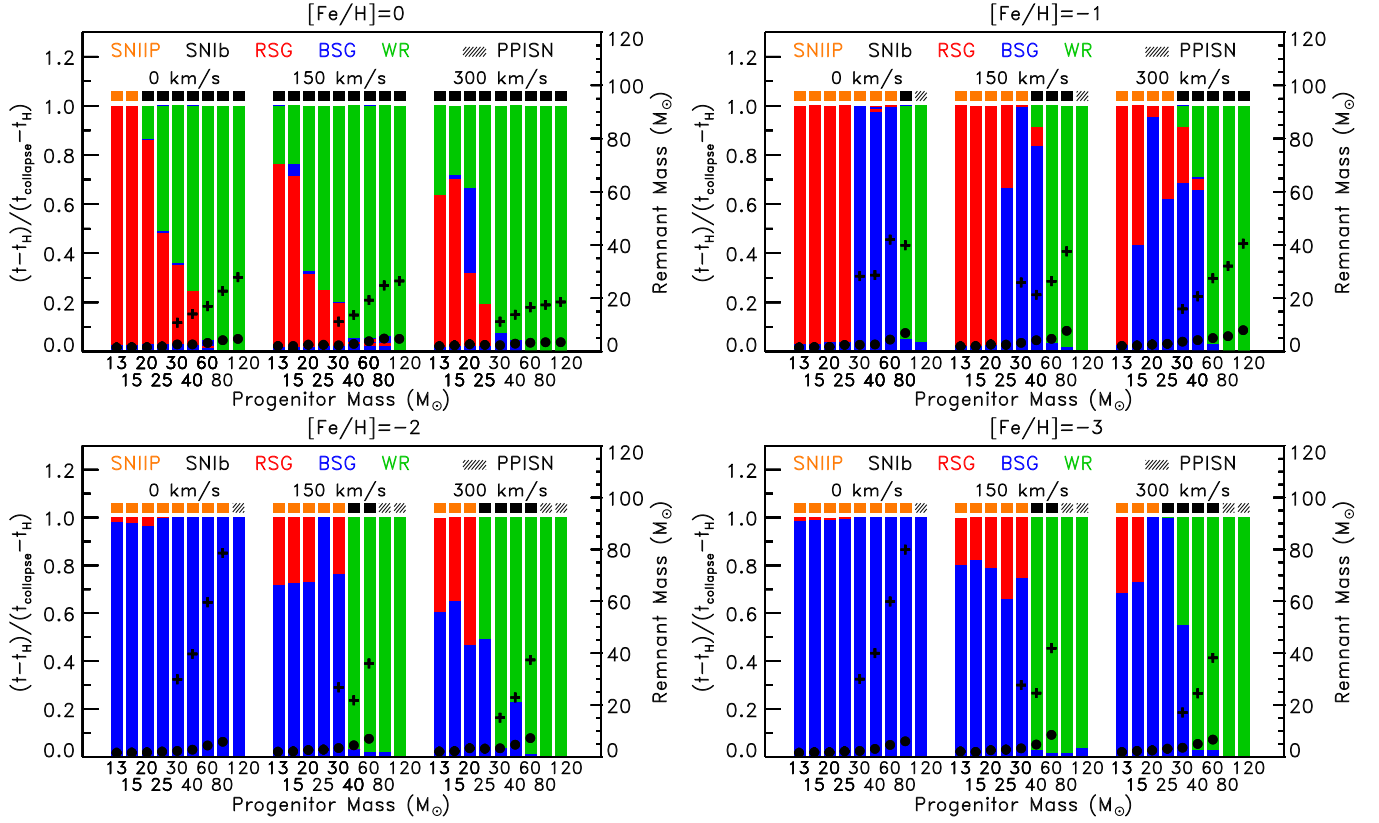 [Fe/H]=0
SNIIP SNIb RSG BSG WR PPISN
0 km/s 150 km/s 300 km/s
1.2
1.0
0.8
0.6
0.4
0.2
0.0
(t−t_H)/(t_collapse−t_H)
120
100
80
60
40
20
0
Remnant Mass (M⊙)
13 20 30 60 120 13 20 30 60 120 13 20 30 60 120
15 25 40 80 15 25 40 80 15 25 40 80
Progenitor Mass (M⊙)
[Fe/H]=−1
SNIIP SNIb RSG BSG WR PPISN
0 km/s 150 km/s 300 km/s
1.2
1.0
0.8
0.6
0.4
0.2
0.0
(t−t_H)/(t_collapse−t_H)
120
100
80
60
40
20
0
Remnant Mass (M⊙)
13 20 30 60 120 13 20 30 60 120 13 20 30 60 120
15 25 40 80 15 25 40 80 15 25 40 80
Progenitor Mass (M⊙)
[Fe/H]=−2
SNIIP SNIb RSG BSG WR PPISN
0 km/s 150 km/s 300 km/s
1.2
1.0
0.8
0.6
0.4
0.2
0.0
(t−t_H)/(t_collapse−t_H)
120
100
80
60
40
20
0
Remnant Mass (M⊙)
13 20 30 60 120 13 20 30 60 120 13 20 30 60 120
15 25 40 80 15 25 40 80 15 25 40 80
Progenitor Mass (M⊙)
[Fe/H]=−3
SNIIP SNIb RSG BSG WR PPISN
0 km/s 150 km/s 300 km/s
1.2
1.0
0.8
0.6
0.4
0.2
0.0
(t−t_H)/(t_collapse−t_H)
120
100
80
60
40
20
0
Remnant Mass (M⊙)
13 20 30 60 120 13 20 30 60 120 13 20 30 60 120
15 25 40 80 15 25 40 80 15 25 40 80
Progenitor Mass (M⊙)